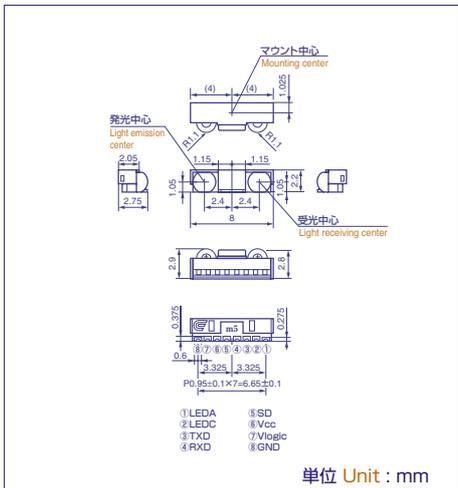 マウント中心
Mounting center
(4) (4)
1.025
発光中心
Light emission
center
R1.1 R1.1
2.05
1.15 1.15
1.05 1.05 2.2
2.75
2.4 2.4
8
受光中心
Light receiving center
2.9 2.8
0.375 0.275
m5
⑧⑦⑥⑤④③②①
0.6
3.325 3.325
P0.95±0.1×7=6.65±0.1
①LEDA ⑤SD
②LEDC ⑥Vcc
③TXD ⑦Vlogic
④RXD ⑧GND
単位 Unit : mm